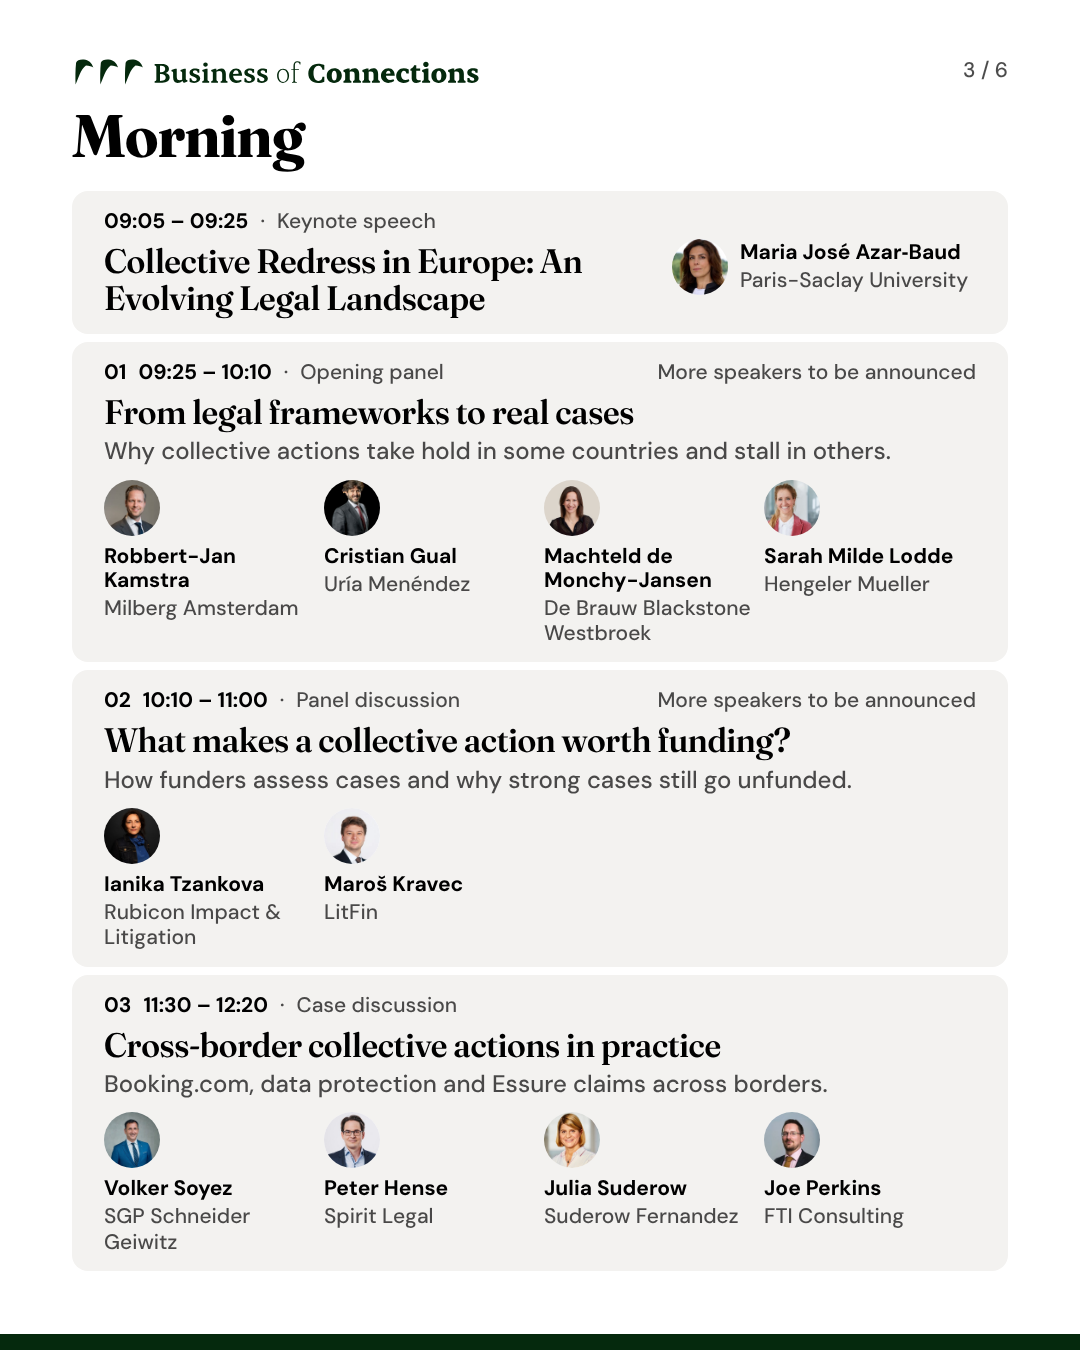 Business of Connections
3 / 6
Morning
09:05 – 09:25 · Keynote speech
Collective Redress in Europe: An
Evolving Legal Landscape
Maria José Azar-Baud
Paris-Saclay University
01 09:25 – 10:10 · Opening panel
More speakers to be announced
From legal frameworks to real cases
Why collective actions take hold in some countries and stall in others.
Robbert-Jan
Kamstra
Milberg Amsterdam
Cristian Gual
Uría Menéndez
Machteld de
Monchy-Jansen
De Brauw Blackstone
Westbroek
Sarah Milde Lodde
Hengeler Mueller
02 10:10 – 11:00 · Panel discussion
More speakers to be announced
What makes a collective action worth funding?
How funders assess cases and why strong cases still go unfunded.
Ianika Tzankova
Rubicon Impact &
Litigation
Maroš Kravec
LitFin
03 11:30 – 12:20 · Case discussion
Cross-border collective actions in practice
Booking.com, data protection and Essure claims across borders.
Volker Soyez
SGP Schneider
Geiwitz
Peter Hense
Spirit Legal
Julia Suderow
Suderow Fernandez
Joe Perkins
FTI Consulting